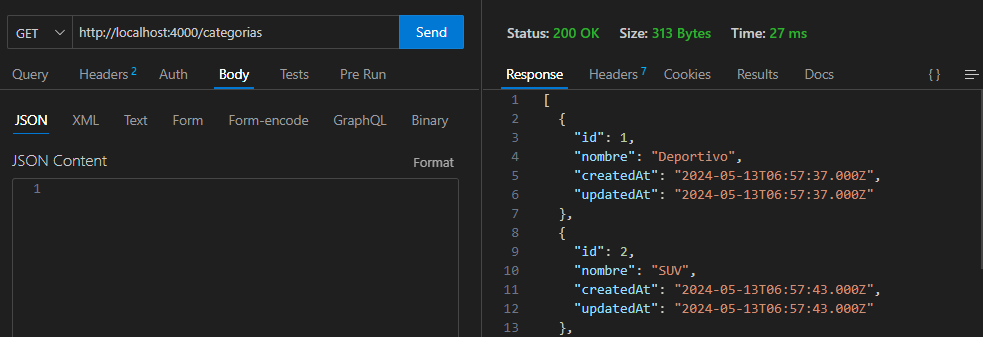 GET http://localhost:4000/categorias Send
Query Headers 2 Auth Body Tests Pre Run
JSON XML Text Form Form-encode GraphQL Binary
JSON Content Format
1
Status: 200 OK Size: 313 Bytes Time: 27 ms
Response Headers 7 Cookies Results Docs {}
1 [
2 {
3 "id": 1,
4 "nombre": "Deportivo",
5 "createdAt": "2024-05-13T06:57:37.000Z",
6 "updatedAt": "2024-05-13T06:57:37.000Z"
7 },
8 {
9 "id": 2,
10 "nombre": "SUV",
11 "createdAt": "2024-05-13T06:57:43.000Z",
12 "updatedAt": "2024-05-13T06:57:43.000Z"
13 },